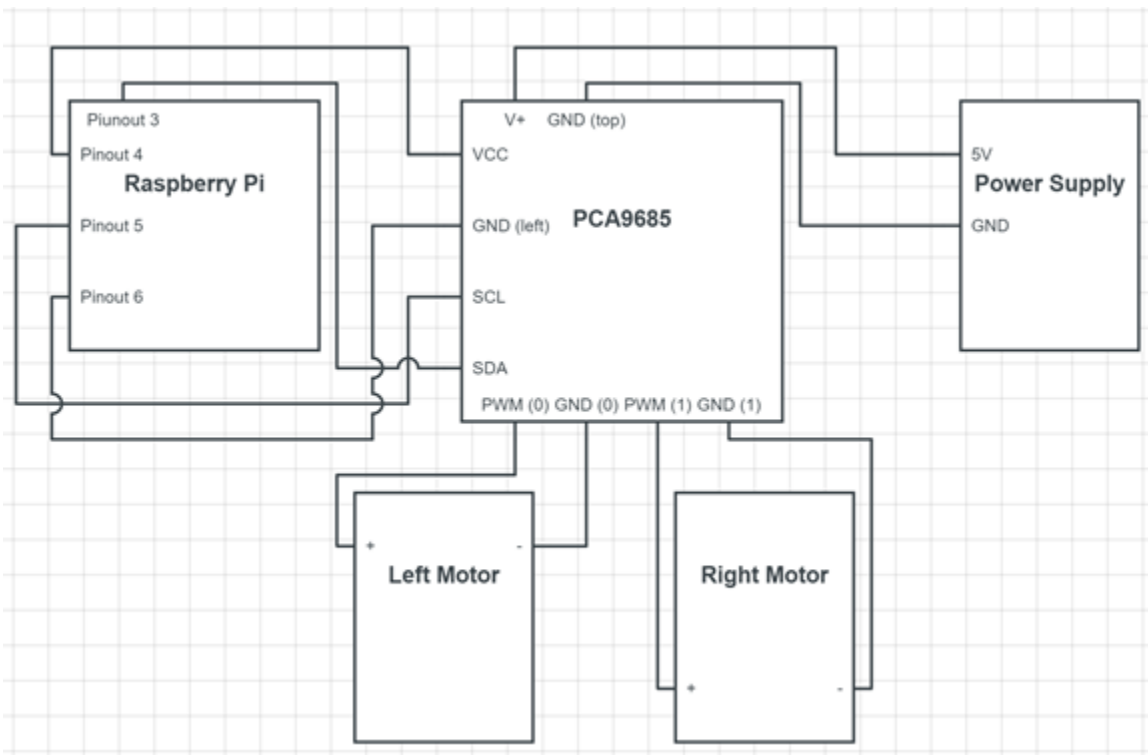 Piunout 3
Pinout 4
Raspberry Pi
Pinout 5
Pinout 6
V+ GND (top)
VCC
GND (left) PCA9685
SCL
SDA
PWM (0) GND (0) PWM (1) GND (1)
5V
Power Supply
GND
+ -
Left Motor
Right Motor
+ -